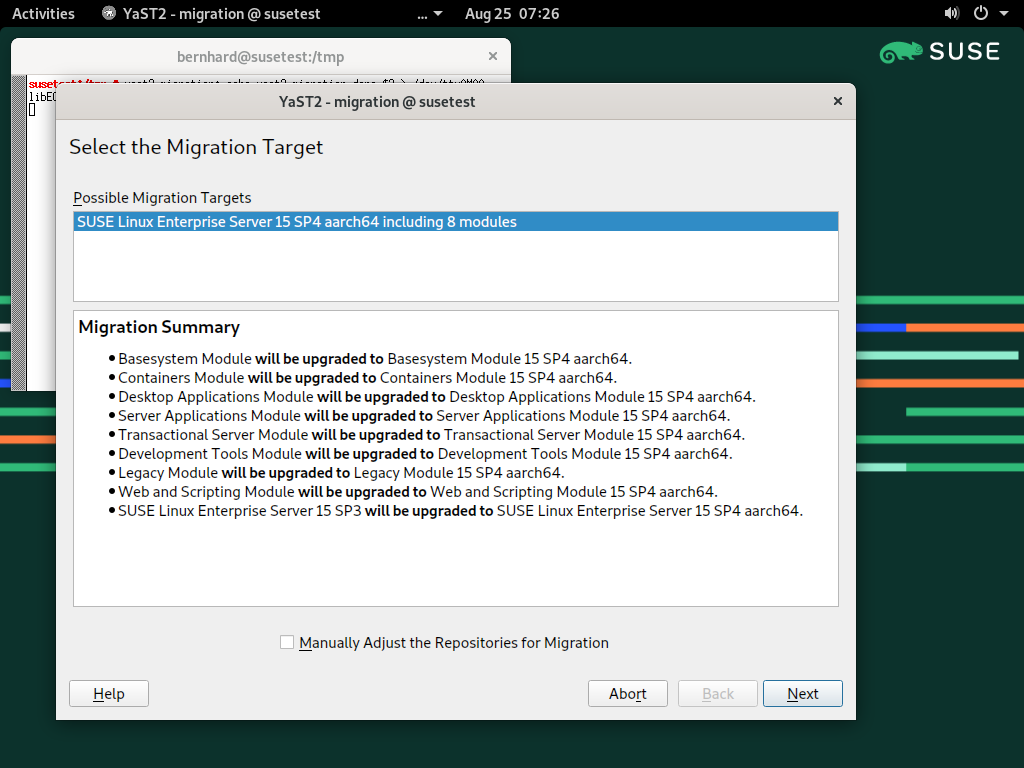 Activities YaST2 - migration @ susetest ... Aug 25 07:26
SUSE
bernhard@susetest:/tmp
libEG
YaST2 - migration @ susetest
Select the Migration Target
Possible Migration Targets
SUSE Linux Enterprise Server 15 SP4 aarch64 including 8 modules
Migration Summary
Basesystem Module will be upgraded to Basesystem Module 15 SP4 aarch64.
Containers Module will be upgraded to Containers Module 15 SP4 aarch64.
Desktop Applications Module will be upgraded to Desktop Applications Module 15 SP4 aarch64.
Server Applications Module will be upgraded to Server Applications Module 15 SP4 aarch64.
Transactional Server Module will be upgraded to Transactional Server Module 15 SP4 aarch64.
Development Tools Module will be upgraded to Development Tools Module 15 SP4 aarch64.
Legacy Module will be upgraded to Legacy Module 15 SP4 aarch64.
Web and Scripting Module will be upgraded to Web and Scripting Module 15 SP4 aarch64.
SUSE Linux Enterprise Server 15 SP3 will be upgraded to SUSE Linux Enterprise Server 15 SP4 aarch64.
Manually Adjust the Repositories for Migration
Help Abort Back Next